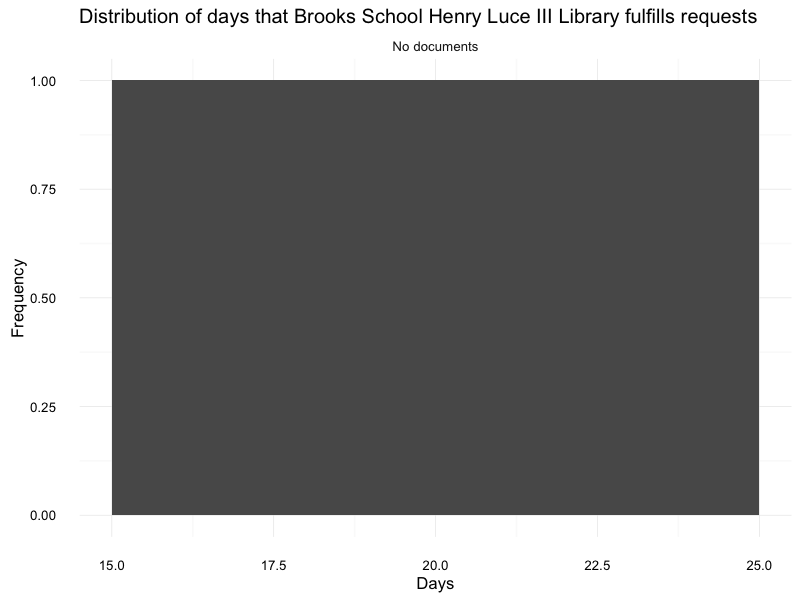 Distribution of days that Brooks School Henry Luce III Library fulfills requests
No documents
1.00
0.75
0.50
0.25
0.00
Frequency
15.0 17.5 20.0 22.5 25.0
Days